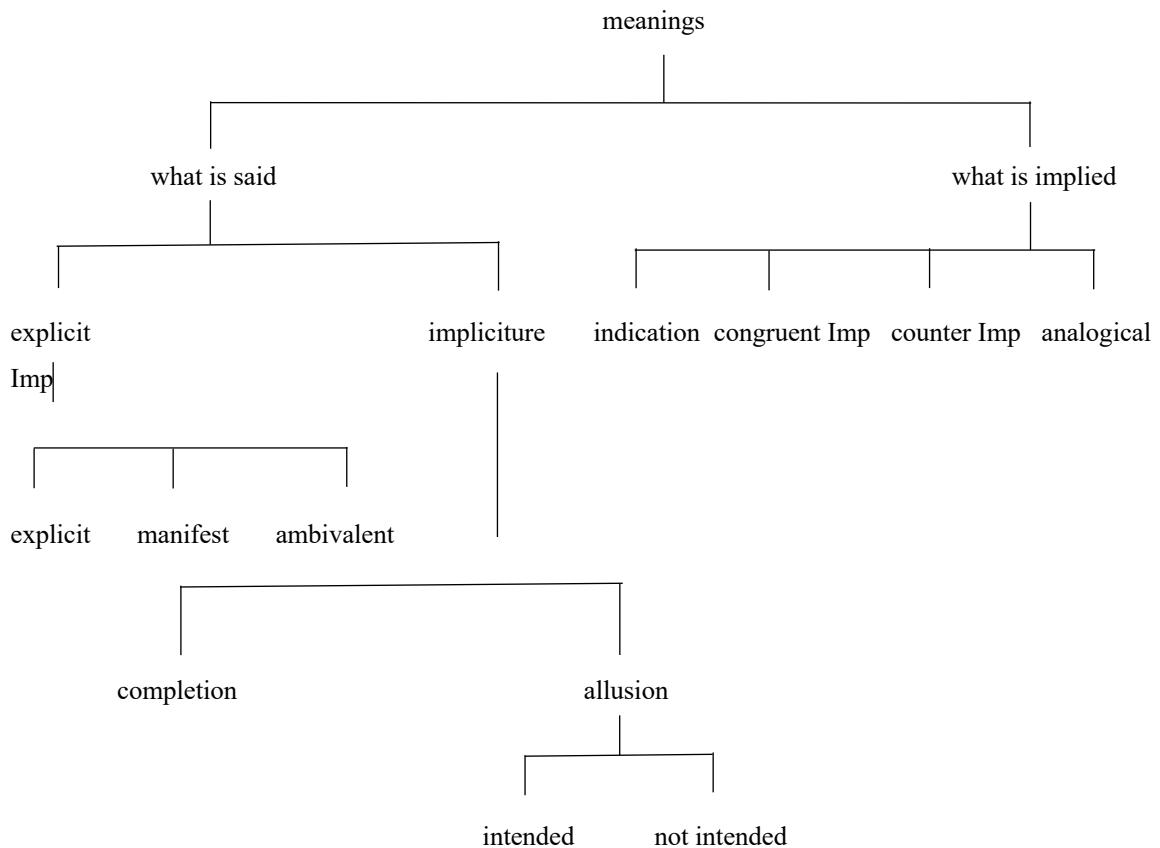 meanings
what is said what is implied
explicit impliciture indication congruent Imp counter Imp analogical
Imp
explicit manifest ambivalent
completion allusion
intended not intended